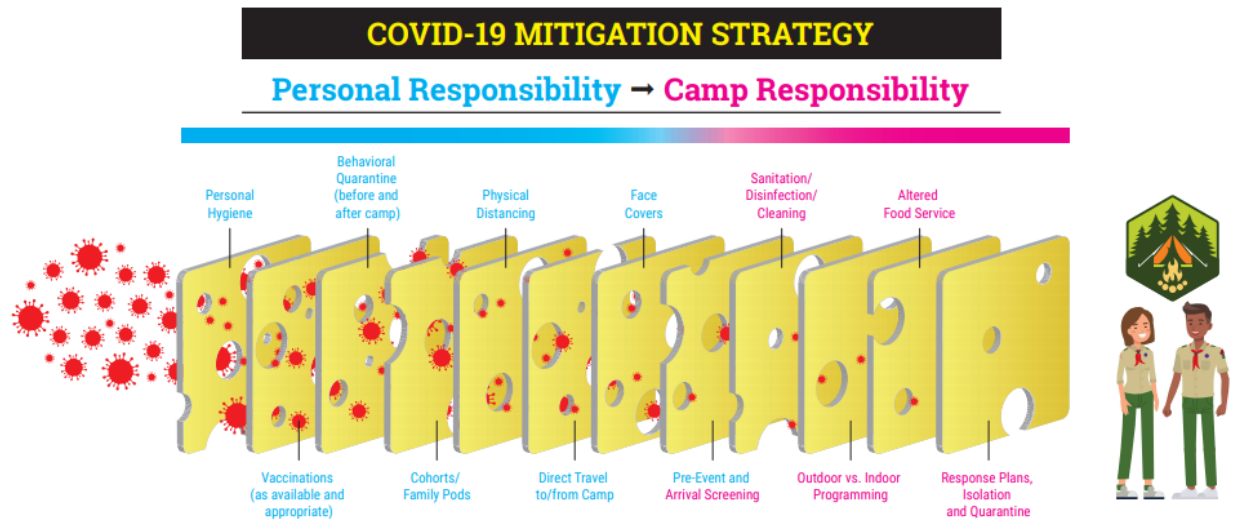 COVID-19 MITIGATION STRATEGY
Personal Responsibility → Camp Responsibility
Personal
Hygiene
Behavioral
Quarantine
(before and
after camp)
Physical
Distancing
Face
Covers
Sanitation/
Disinfection/
Cleaning
Altered
Food Service
Vaccinations
(as available and
appropriate)
Cohorts/
Family Pods
Direct Travel
to/from Camp
Pre-Event and
Arrival Screening
Outdoor vs. Indoor
Programming
Response Plans,
Isolation
and Quarantine